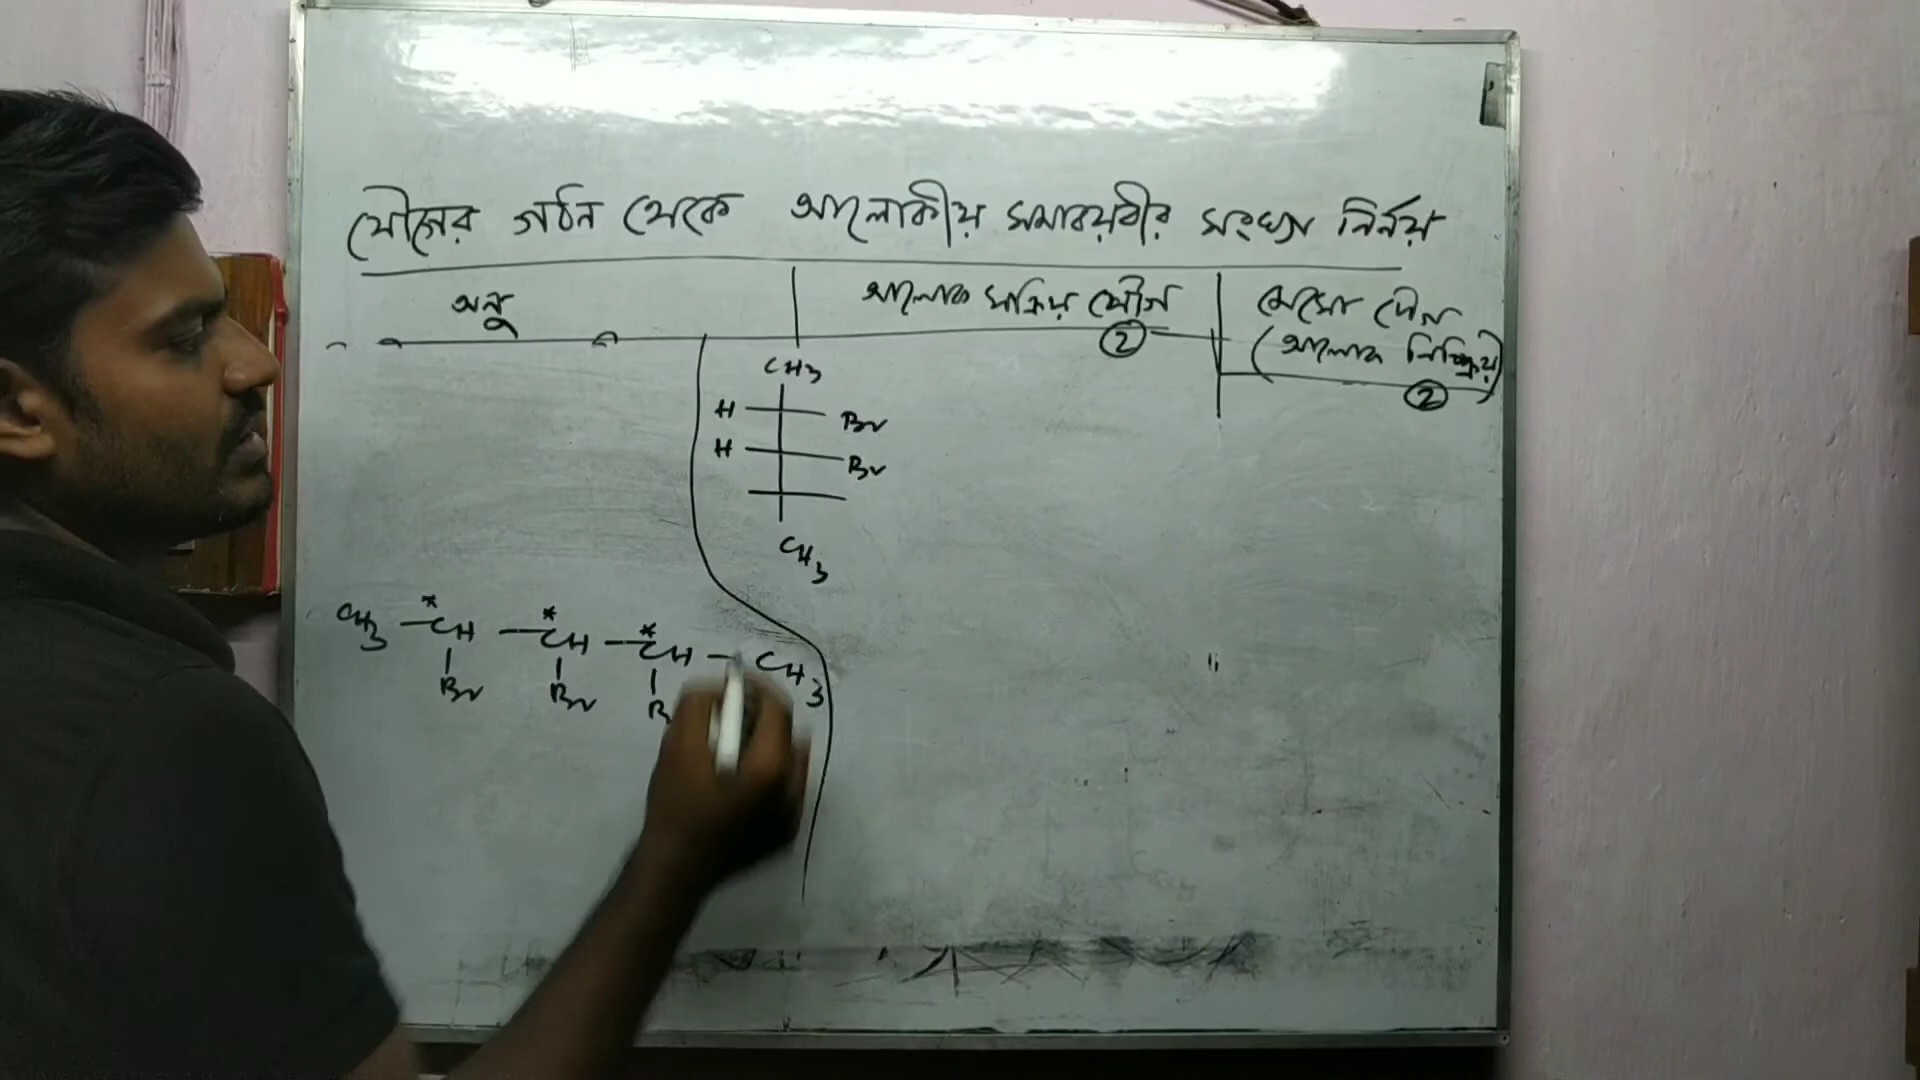 যৌগের গঠন থেকে আলোকীয় সমাবয়বীর সংখ্যা নির্নয়
অনু
আলোক সক্রিয় যৌগ
2
মেসো যৌগ
(আলোক নিষ্ক্রিয়)
2
CH3
H Br
H Br
CH3
CH3 — *CH — *CH — *CH — CH3
Br Br B